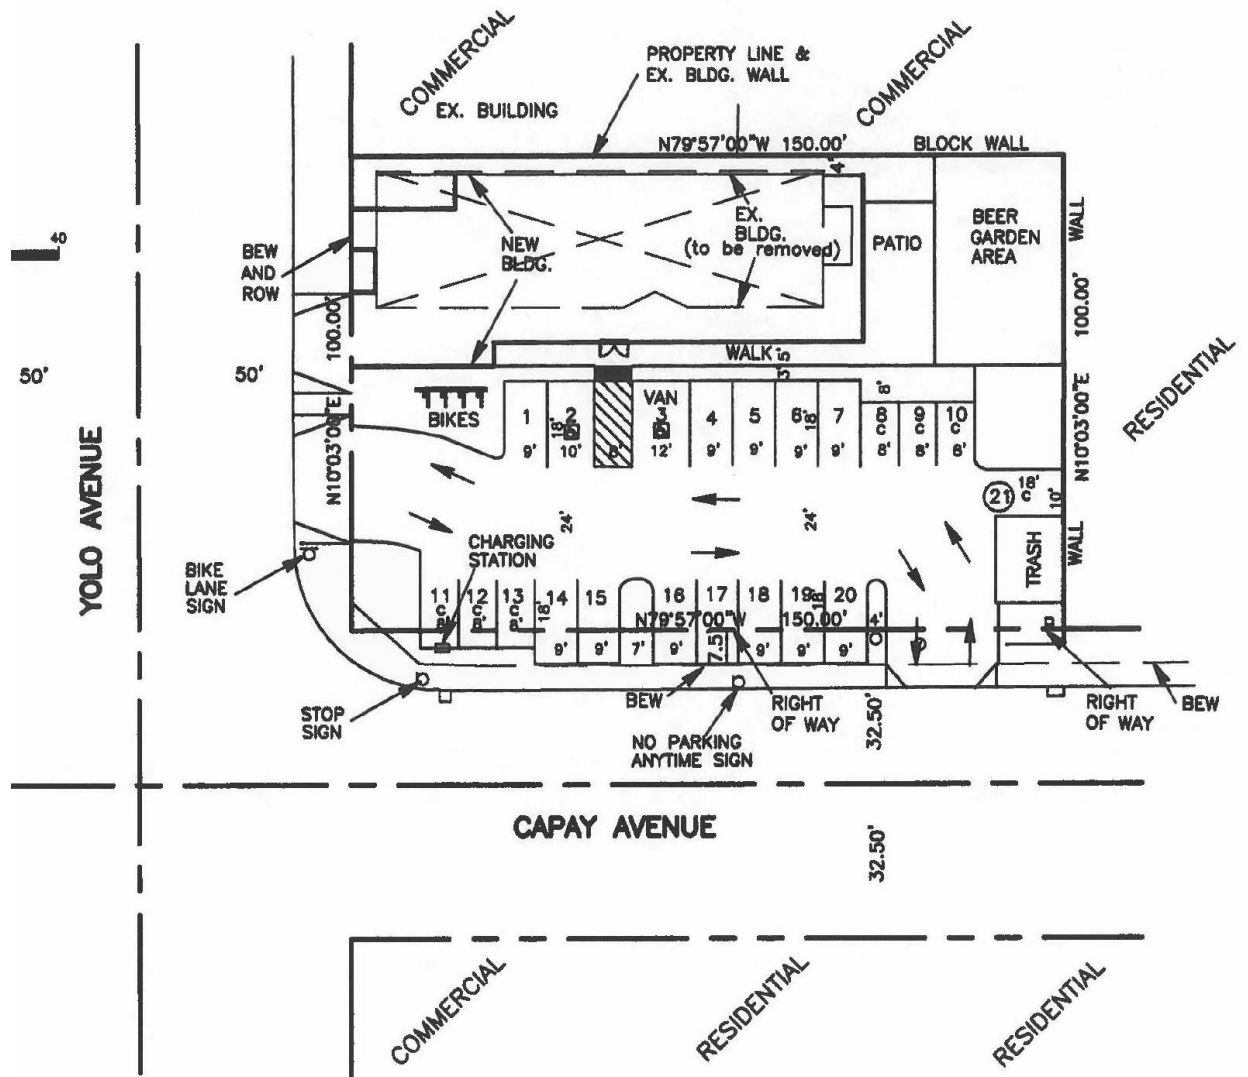 COMMERCIAL
COMMERCIAL
PROPERTY LINE &
EX. BLDG. WALL
EX. BUILDING
N79°57'00"W 150.00'
BLOCK WALL
4'
40
BEW
AND
ROW
NEW
BLDG.
EX.
BLDG.
(to be removed)
PATIO
BEER
GARDEN
AREA
WALL
100.00'
100.00'
50'
50'
WALK
3.5'
RESIDENTIAL
BIKES
VAN
8'
1
2
3
4
5
6
7
8
9
10
18'
18'
C
C
C
9'
10'
8'
12'
9'
9'
9'
9'
8'
8'
8'
N10°03'00"E
N10°03'00"E
21
18'
C
10'
YOLO AVENUE
24'
24'
CHARGING
STATION
TRASH
WALL
BIKE
LANE
SIGN
11
12
13
14
15
16
17
18
19
20
C
C
C
18'
18'
8'
8'
8'
N79°57'00"W 150.00'
4'
9'
9'
7'
9'
7.5'
9'
9'
9'
STOP
SIGN
BEW
RIGHT
OF WAY
NO PARKING
ANYTIME SIGN
32.50'
RIGHT
OF WAY
BEW
CAPAY AVENUE
32.50'
COMMERCIAL
RESIDENTIAL
RESIDENTIAL